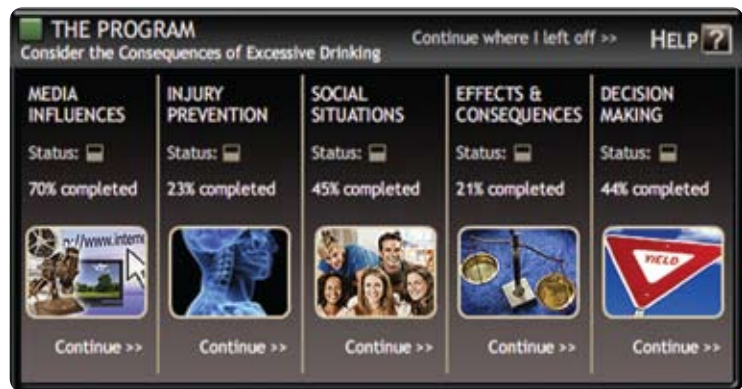 THE PROGRAM
Consider the Consequences of Excessive Drinking
Continue where I left off >>
HELP ?
MEDIA
INFLUENCES
Status:
70% completed
Continue >>
INJURY
PREVENTION
Status:
23% completed
Continue >>
SOCIAL
SITUATIONS
Status:
45% completed
Continue >>
EFFECTS &
CONSEQUENCES
Status:
21% completed
Continue >>
DECISION
MAKING
Status:
44% completed
YIELD
Continue >>